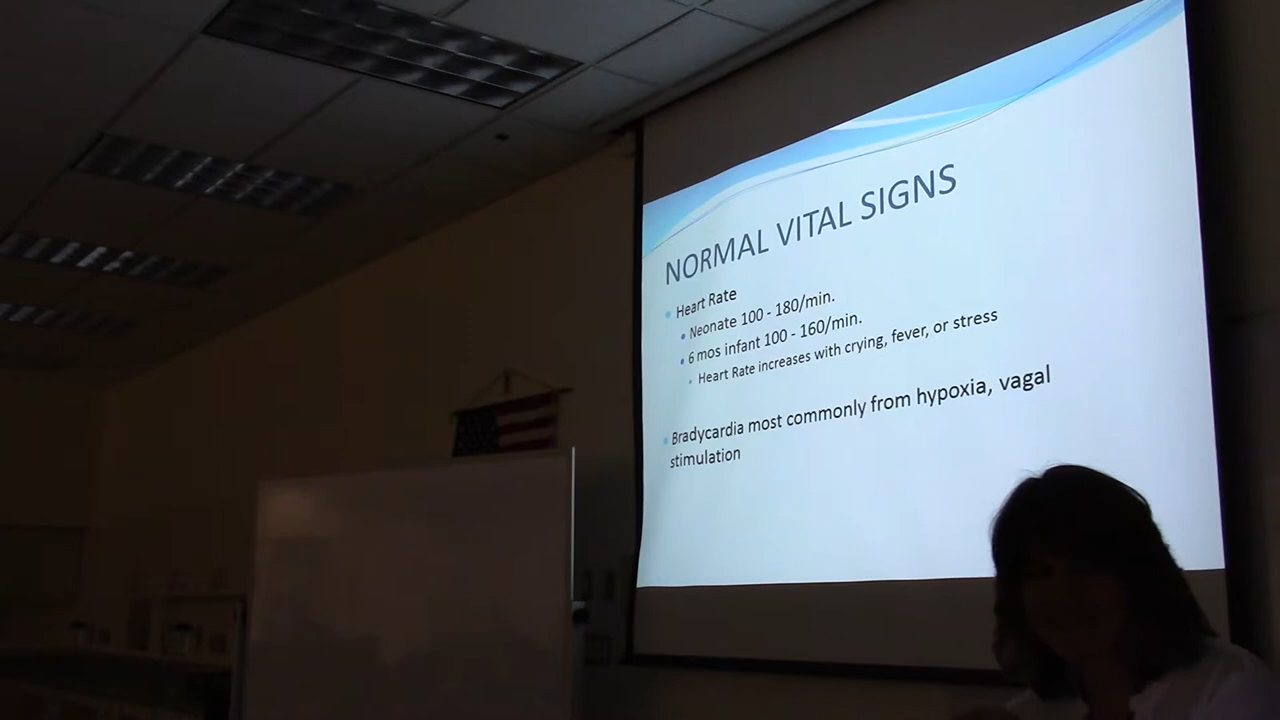 NORMAL VITAL SIGNS
Heart Rate
Neonate 100 - 180/min.
6 mos infant 100 - 160/min.
Heart Rate increases with crying, fever, or stress
Bradycardia most commonly from hypoxia, vagal
stimulation